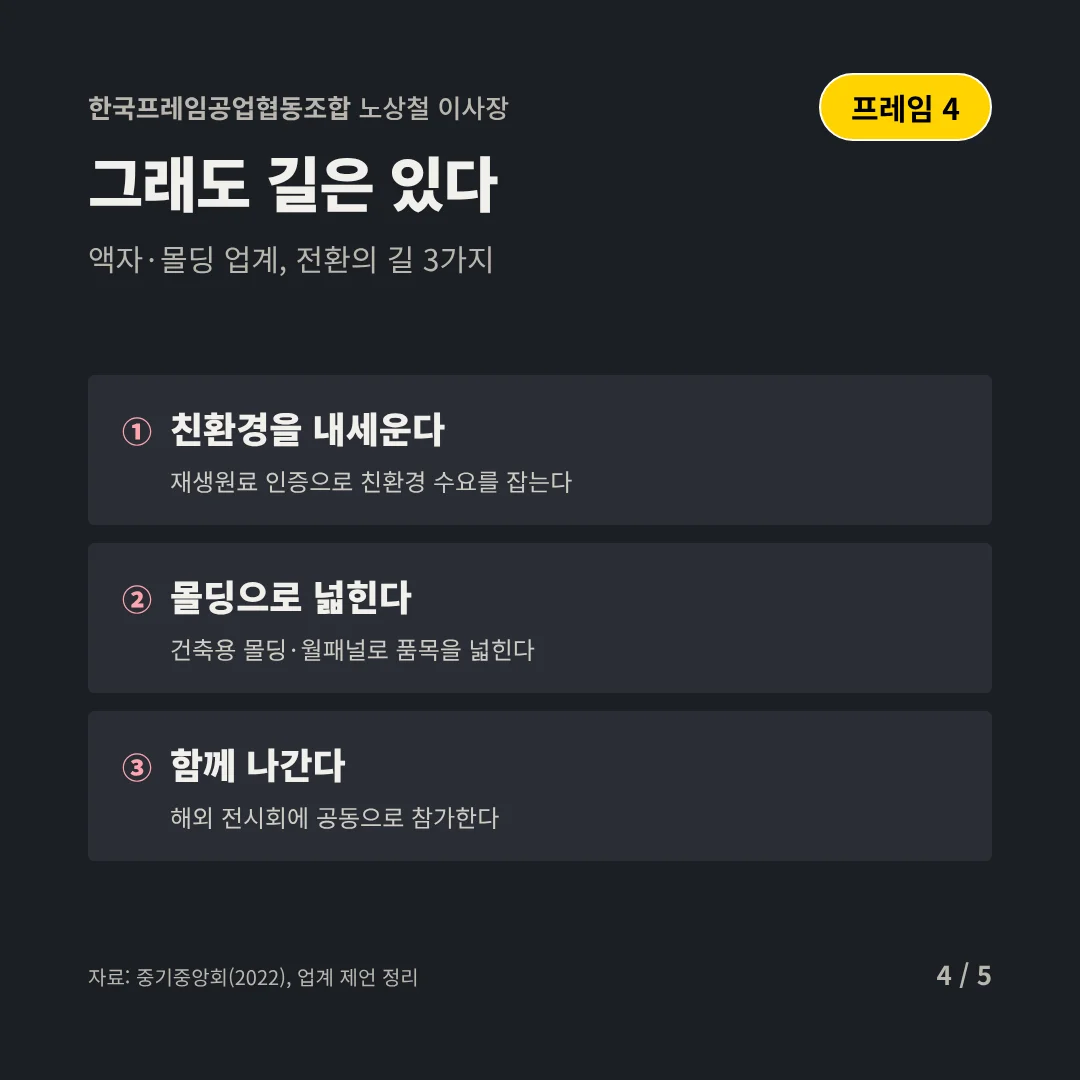 한국프레임공업협동조합 노상철 이사장
프레임 4
그래도 길은 있다
액자·몰딩 업계, 전환의 길 3가지
① 친환경을 내세운다
재생원료 인증으로 친환경 수요를 잡는다
② 몰딩으로 넓힌다
건축용 몰딩·월패널로 품목을 넓힌다
③ 함께 나간다
해외 전시회에 공동으로 참가한다
자료: 중기중앙회(2022), 업계 제언 정리
4 / 5